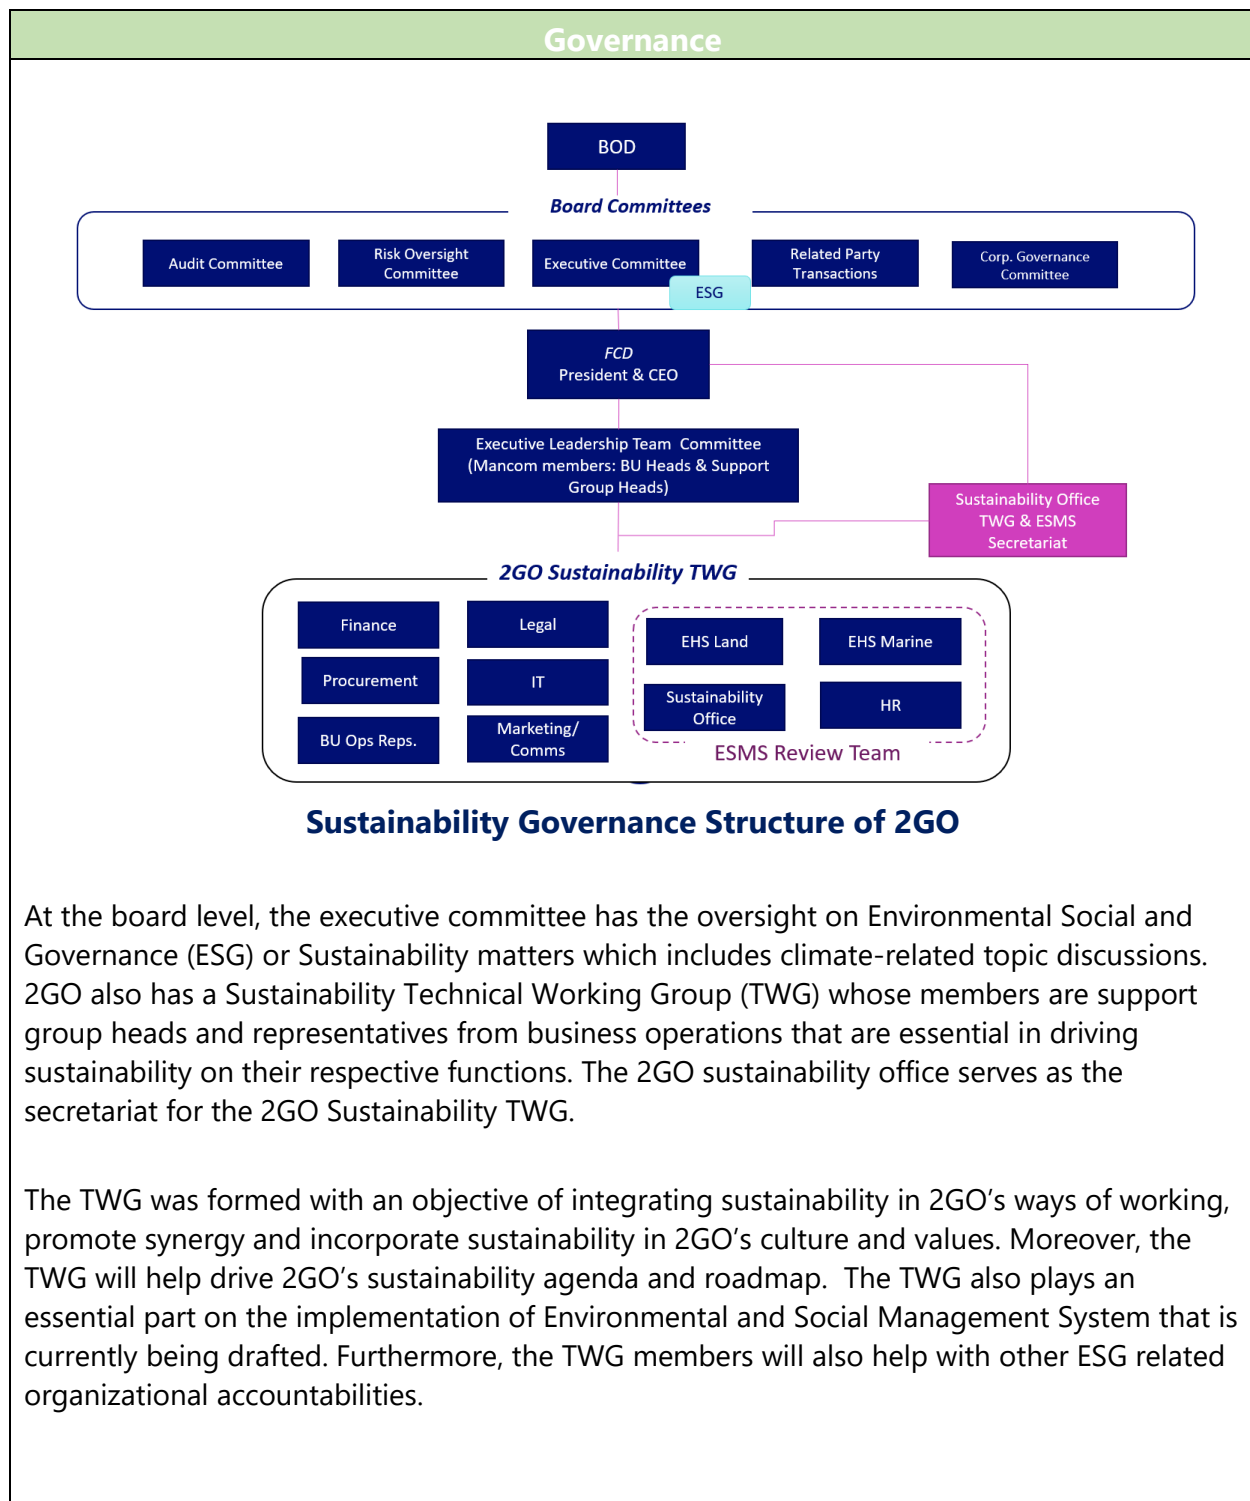 Governance
BOD
Board Committees
Audit Committee
Risk Oversight
Committee
Executive Committee
Related Party
Transactions
Corp. Governance
Committee
ESG
FCD
President & CEO
Executive Leadership Team Committee
(Mancom members: BU Heads & Support
Group Heads)
Sustainability Office
TWG & ESMS
Secretariat
2GO Sustainability TWG
Finance
Legal
EHS Land
EHS Marine
Procurement
IT
Sustainability
Office
HR
BU Ops Reps.
Marketing/
Comms
ESMS Review Team
Sustainability Governance Structure of 2GO
At the board level, the executive committee has the oversight on Environmental Social and
Governance (ESG) or Sustainability matters which includes climate-related topic discussions.
2GO also has a Sustainability Technical Working Group (TWG) whose members are support
group heads and representatives from business operations that are essential in driving
sustainability on their respective functions. The 2GO sustainability office serves as the
secretariat for the 2GO Sustainability TWG.
The TWG was formed with an objective of integrating sustainability in 2GO’s ways of working,
promote synergy and incorporate sustainability in 2GO’s culture and values. Moreover, the
TWG will help drive 2GO’s sustainability agenda and roadmap. The TWG also plays an
essential part on the implementation of Environmental and Social Management System that is
currently being drafted. Furthermore, the TWG members will also help with other ESG related
organizational accountabilities.